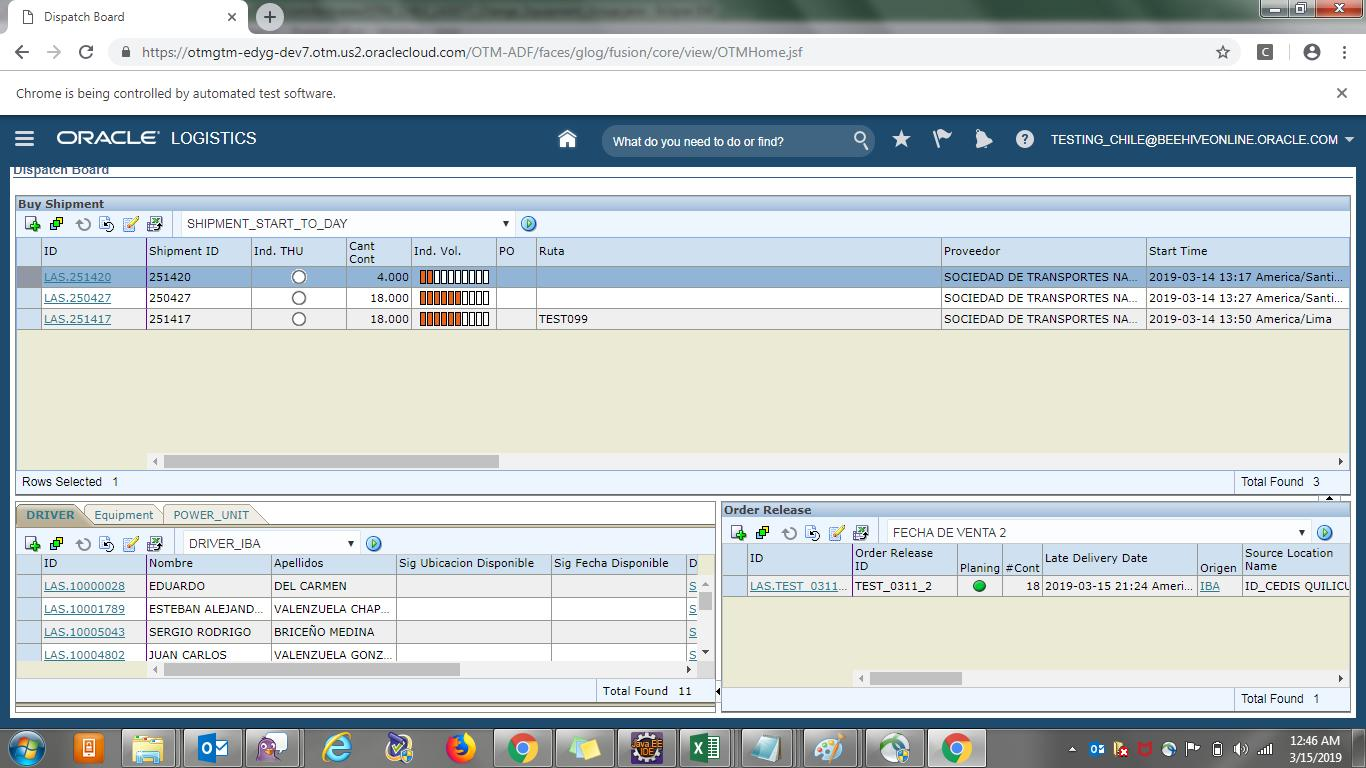 Dispatch Board
https://otmgtm-edyg-dev7.otm.us2.oraclecloud.com/OTM-ADF/faces/glog/fusion/core/view/OTMHome.jsf
C
Chrome is being controlled by automated test software.
ORACLE LOGISTICS
What do you need to do or find?
TESTING_CHILE@BEEHIVEONLINE.ORACLE.COM
Dispatch Board
Buy Shipment
SHIPMENT_START_TO_DAY
ID Shipment ID Ind. THU Cant Cont Ind. Vol. PO Ruta Proveedor Start Time
LAS.251420 251420 4.000 SOCIEDAD DE TRANSPORTES NA... 2019-03-14 13:17 America/Santi...
LAS.250427 250427 18.000 SOCIEDAD DE TRANSPORTES NA... 2019-03-14 13:27 America/Santi...
LAS.251417 251417 18.000 TEST099 SOCIEDAD DE TRANSPORTES NA... 2019-03-14 13:50 America/Lima
Rows Selected 1
Total Found 3
DRIVER Equipment POWER_UNIT
DRIVER_IBA
ID Nombre Apellidos Sig Ubicacion Disponible Sig Fecha Disponible D
LAS.10000028 EDUARDO DEL CARMEN S
LAS.10001789 ESTEBAN ALEJAND... VALENZUELA CHAP... S
LAS.10005043 SERGIO RODRIGO BRICEÑO MEDINA S
LAS.10004802 JUAN CARLOS VALENZUELA GONZ... S
Total Found 11
Order Release
FECHA DE VENTA 2
ID Order Release ID Planing #Cont Late Delivery Date Origen Source Location Name
LAS.TEST_0311... TEST_0311_2 18 2019-03-15 21:24 Ameri... IBA ID_CEDIS QUILICU
Total Found 1
Java EE
IDE
12:46 AM
3/15/2019